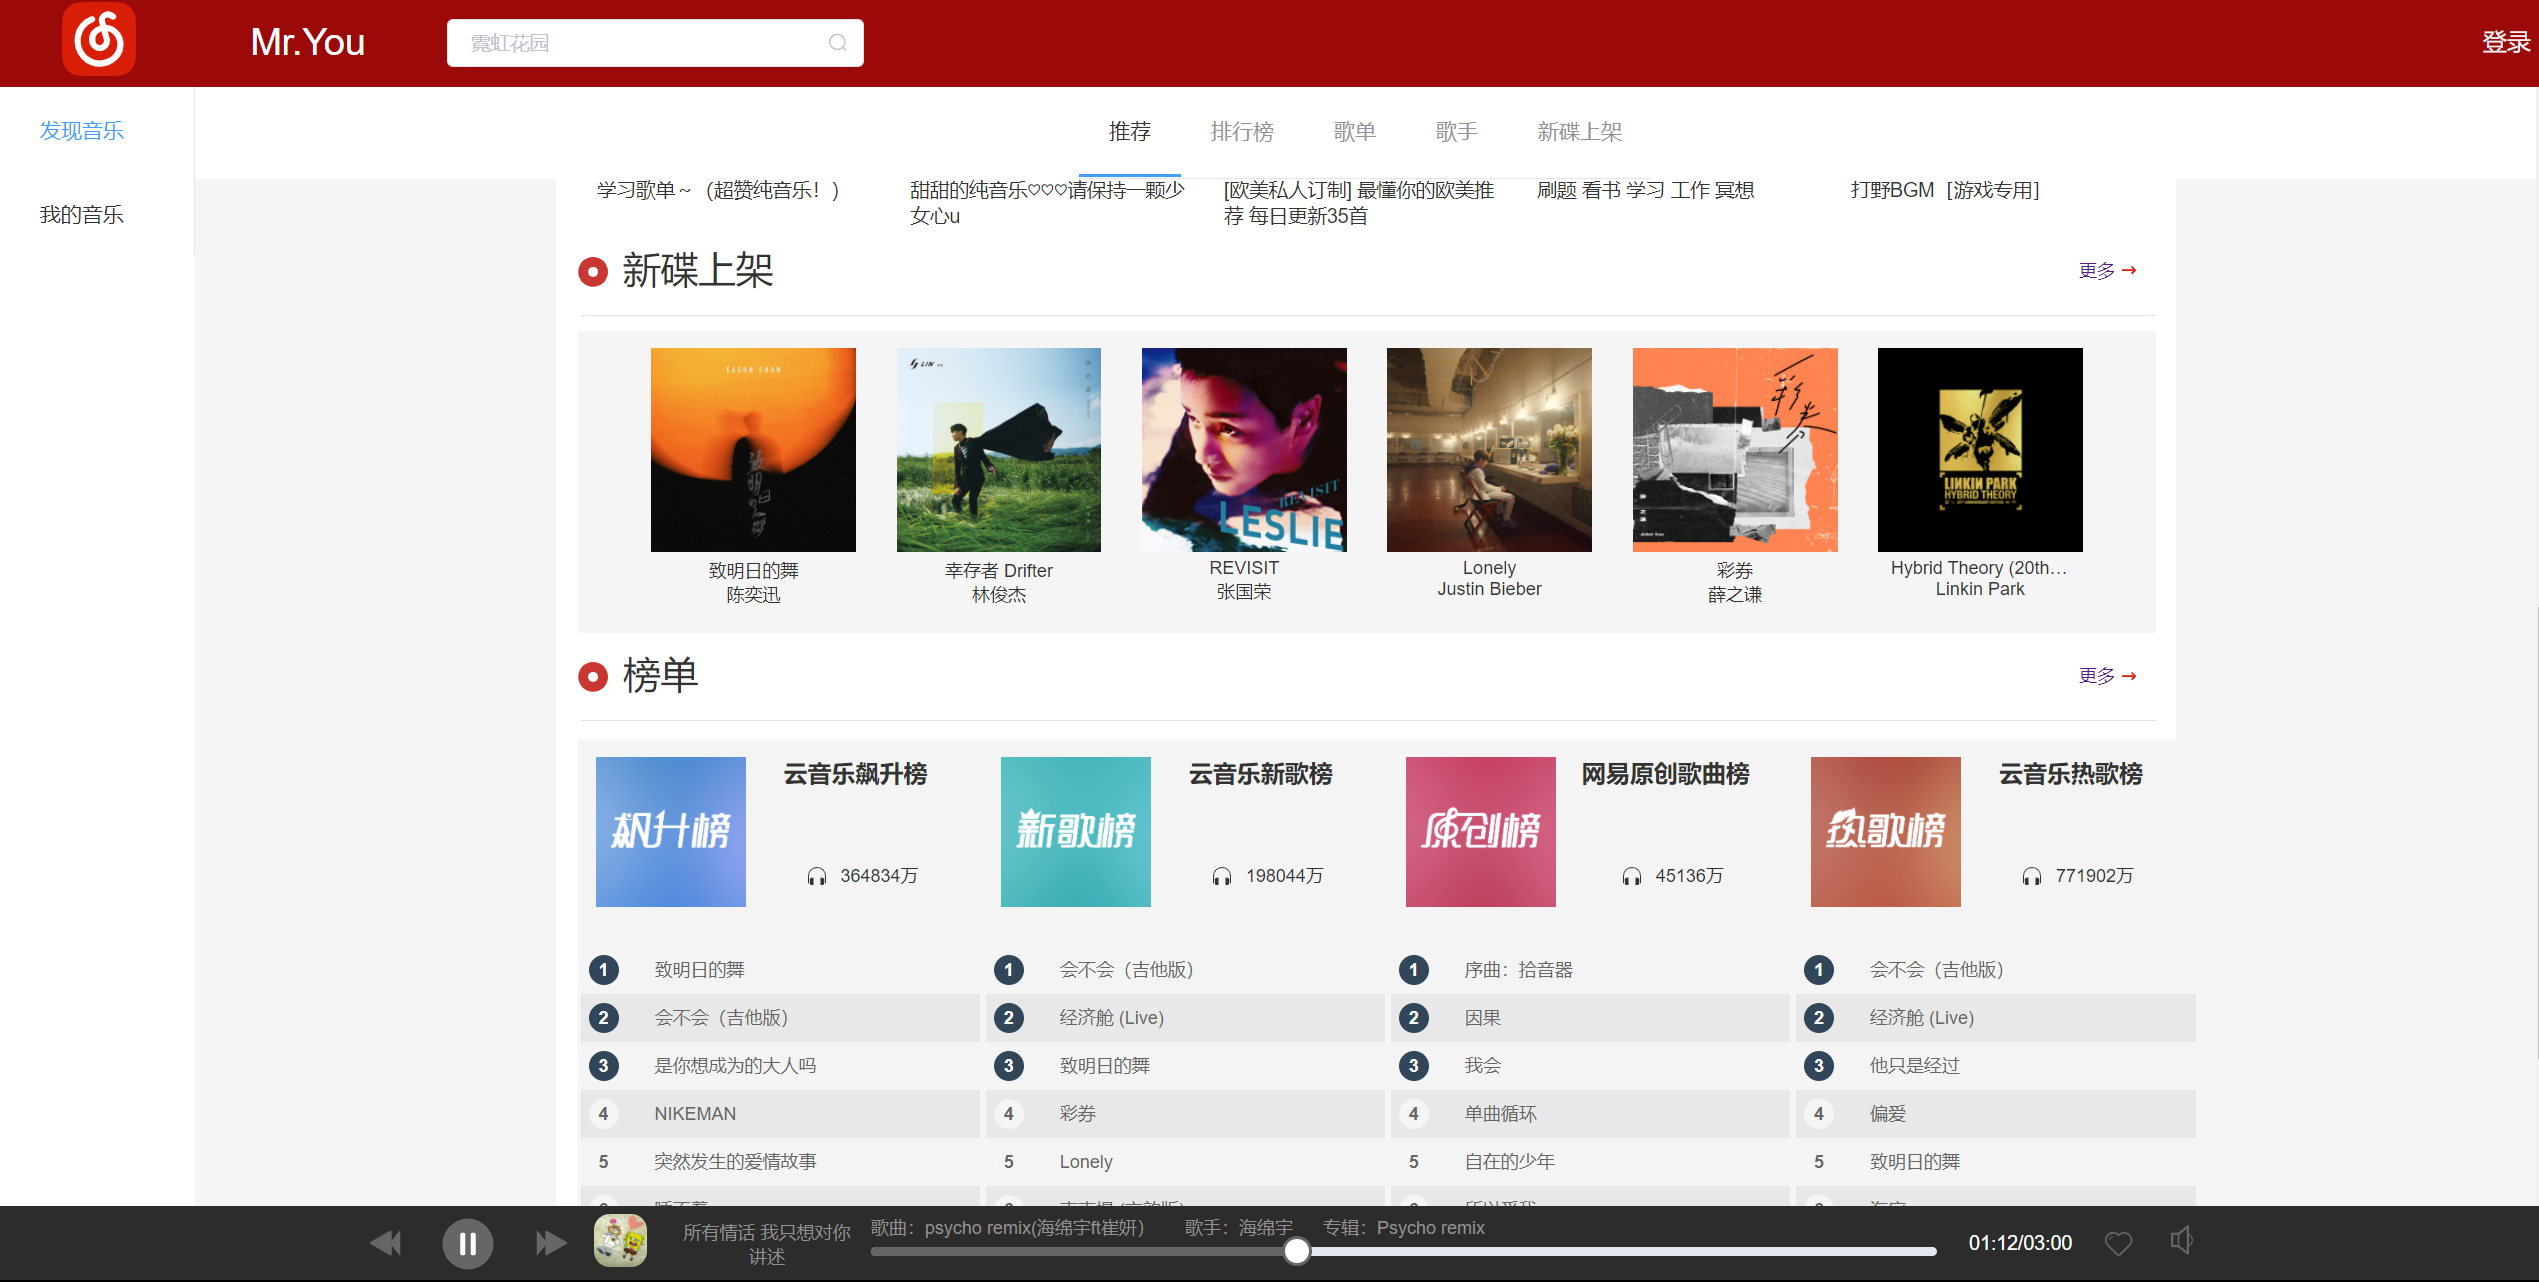 Mr.You
霓虹花园
登录
发现音乐
我的音乐
推荐
排行榜
歌单
歌手
新碟上架
学习歌单～（超赞纯音乐！）
甜甜的纯音乐♡♡♡请保持一颗少
女心u
[欧美私人订制] 最懂你的欧美推
荐 每日更新35首
刷题 看书 学习 工作 冥想
打野BGM［游戏专用］
新碟上架
更多
EASON CHAN
致明日的舞
LIN
REVISIT
LESLIE
彩券
LINKIN PARK
HYBRID THEORY
致明日的舞
陈奕迅
幸存者 Drifter
林俊杰
REVISIT
张国荣
Lonely
Justin Bieber
彩券
薛之谦
Hybrid Theory (20th…
Linkin Park
榜单
更多
飙升榜
云音乐飙升榜
364834万
1 致明日的舞
2 会不会（吉他版）
3 是你想成为的大人吗
4 NIKEMAN
5 突然发生的爱情故事
新歌榜
云音乐新歌榜
198044万
1 会不会（吉他版）
2 经济舱 (Live)
3 致明日的舞
4 彩券
5 Lonely
原创榜
网易原创歌曲榜
45136万
1 序曲：拾音器
2 因果
3 我会
4 单曲循环
5 自在的少年
热歌榜
云音乐热歌榜
771902万
1 会不会（吉他版）
2 经济舱 (Live)
3 他只是经过
4 偏爱
5 致明日的舞
所有情话 我只想对你
讲述
歌曲：psycho remix(海绵宇ft崔妍）
歌手：海绵宇
专辑：Psycho remix
01:12/03:00